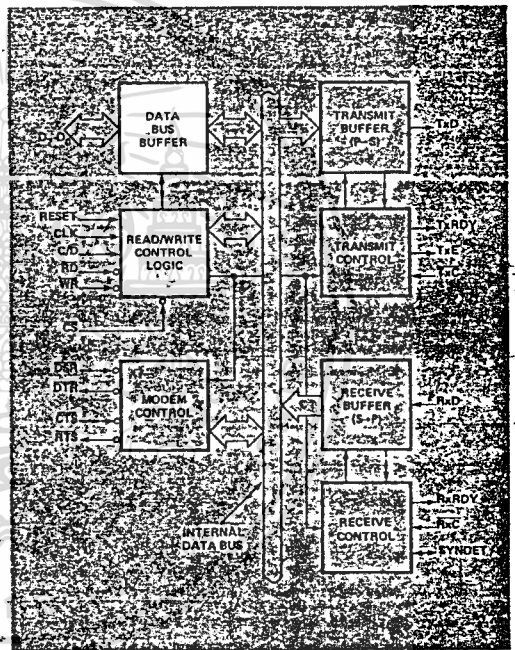 DATA
BUS
BUFFER
TRANSMIT
BUFFER
(P–S)
TxD
RESET
CLK
C/D
RD
WR
CS
READ/WRITE
CONTROL
LOGIC
TRANSMIT
CONTROL
TxRDY
TxE
TxC
DSR
DTR
CTS
RTS
MODEM
CONTROL
RECEIVE
BUFFER
(S–P)
RxD
INTERNAL
DATA BUS
RECEIVE
CONTROL
RxRDY
RxC
SYNDET